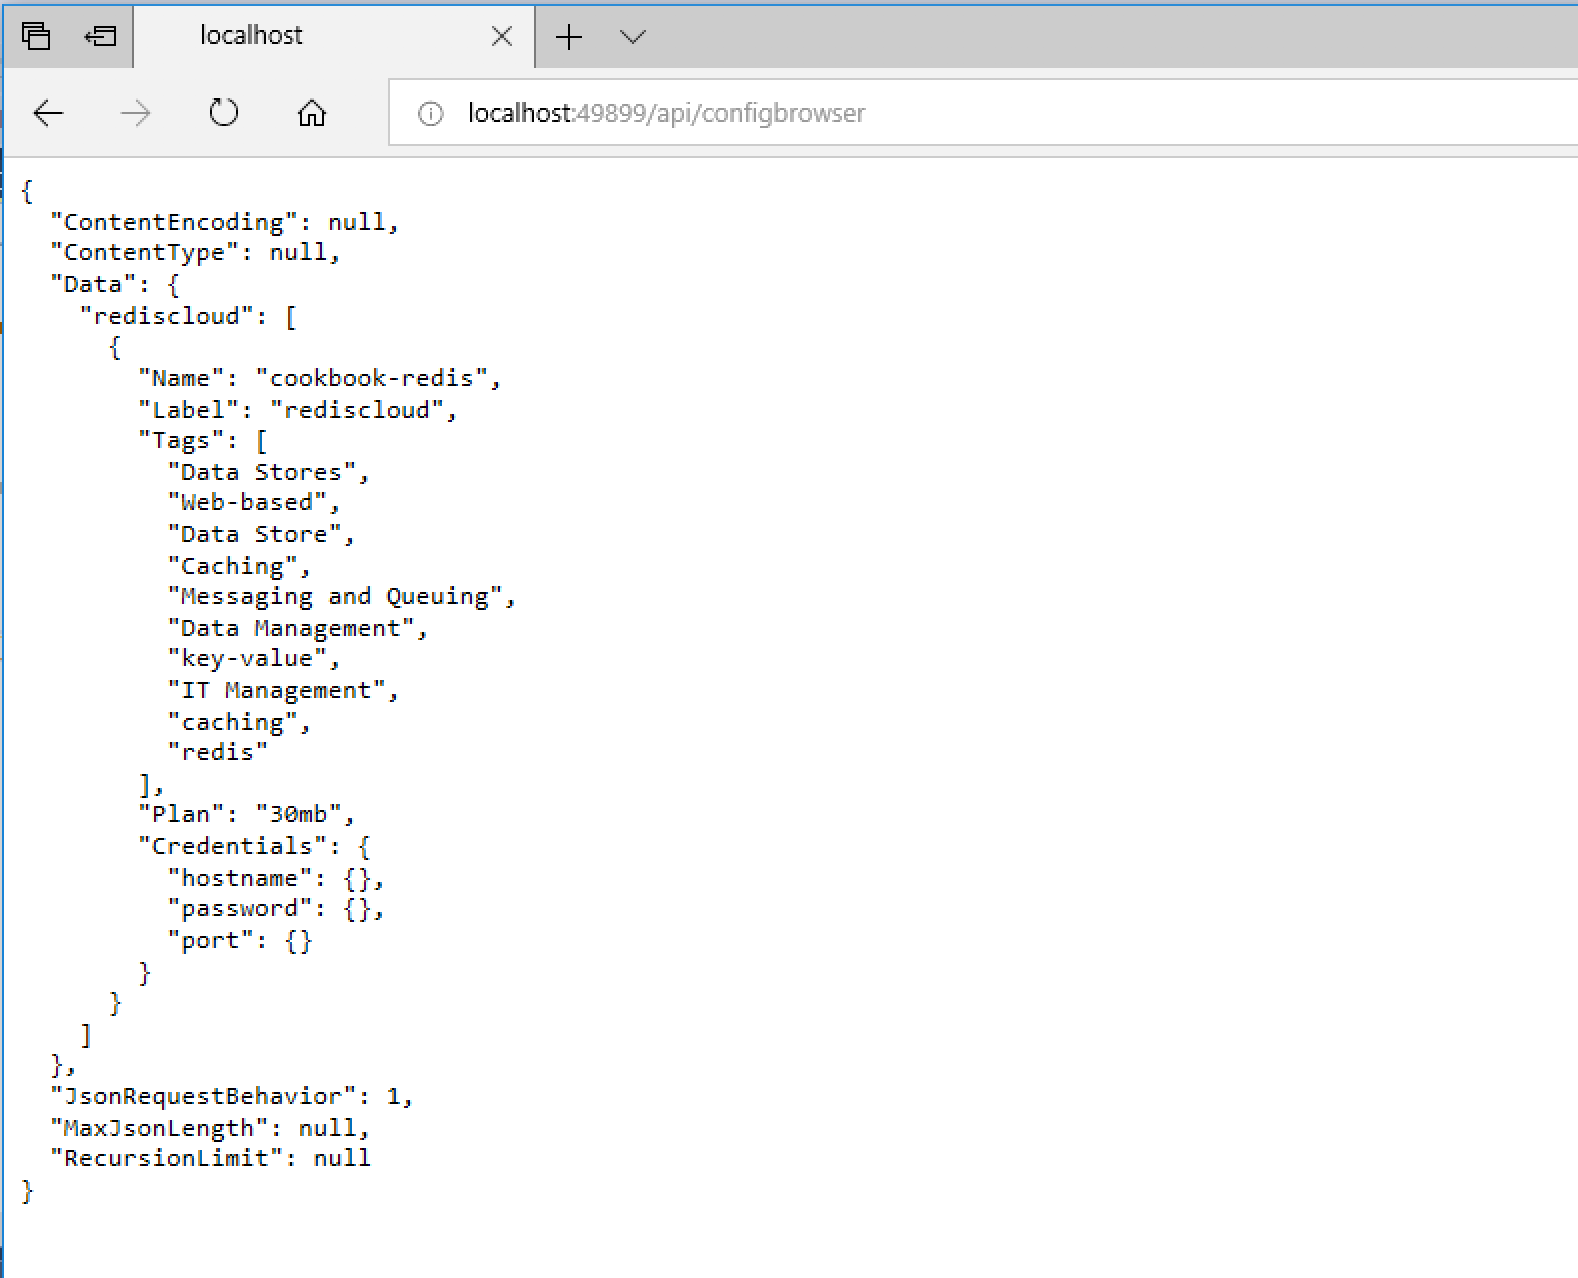 localhost
localhost:49899/api/configbrowser
{
  "ContentEncoding": null,
  "ContentType": null,
  "Data": {
    "rediscloud": [
      {
        "Name": "cookbook-redis",
        "Label": "rediscloud",
        "Tags": [
          "Data Stores",
          "Web-based",
          "Data Store",
          "Caching",
          "Messaging and Queuing",
          "Data Management",
          "key-value",
          "IT Management",
          "caching",
          "redis"
        ],
        "Plan": "30mb",
        "Credentials": {
          "hostname": {},
          "password": {},
          "port": {}
        }
      }
    ]
  },
  "JsonRequestBehavior": 1,
  "MaxJsonLength": null,
  "RecursionLimit": null
}